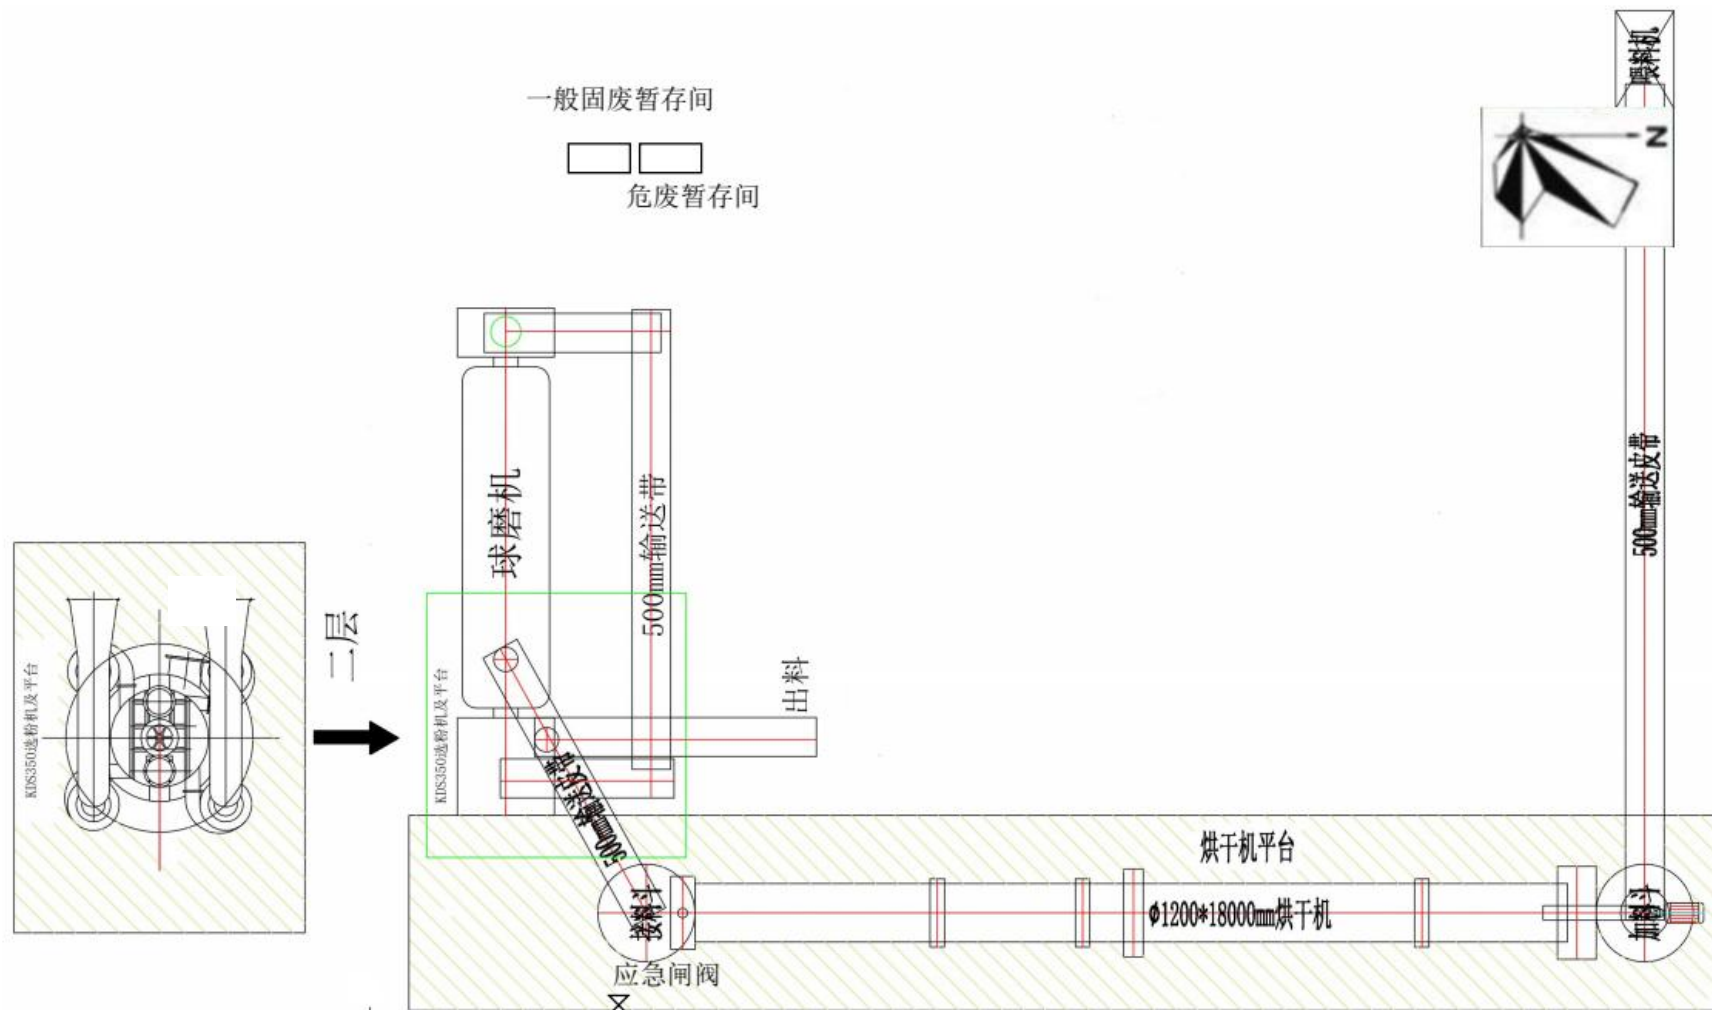 喂料机
一般固废暂存间
危废暂存间
N
500mm输送皮带
球磨机
500mm输送带
二层
KDS350选粉机及平台
KDS350选粉机及平台
出料
500mm输送皮带
烘干机平台
接料斗
φ1200*18000mm烘干机
加料斗
应急闸阀